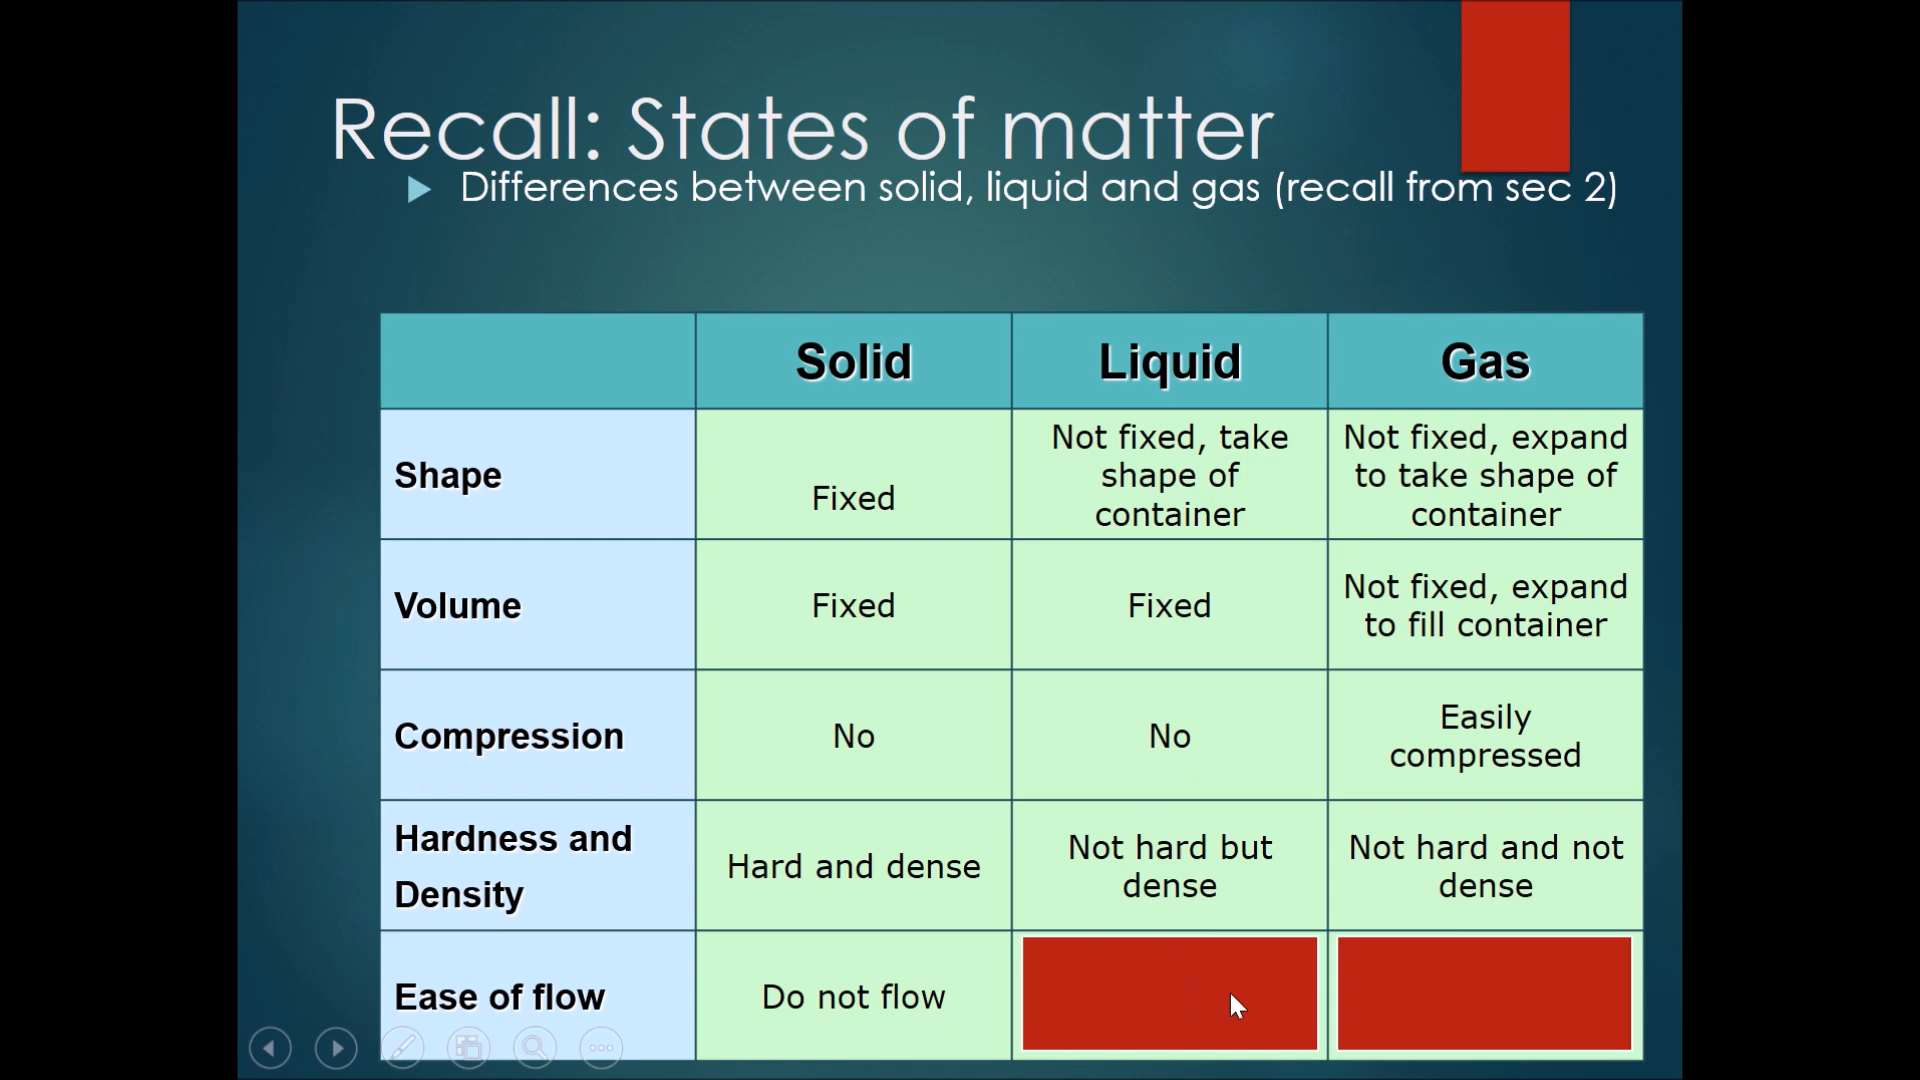 Recall: States of matter
Differences between solid, liquid and gas (recall from sec 2)
Solid
Liquid
Gas
Shape
Fixed
Not fixed, take
shape of
container
Not fixed, expand
to take shape of
container
Volume
Fixed
Fixed
Not fixed, expand
to fill container
Compression
No
No
Easily
compressed
Hardness and
Density
Hard and dense
Not hard but
dense
Not hard and not
dense
Ease of flow
Do not flow